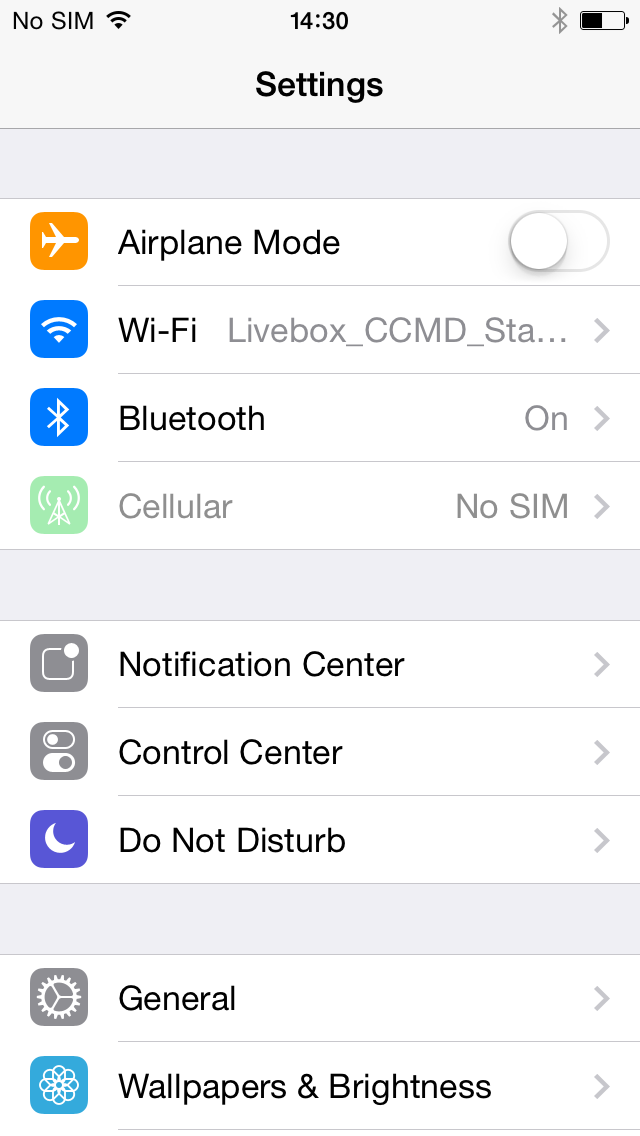 No SIM 14:30
Settings
Airplane Mode
Wi-Fi Livebox_CCMD_Sta...
Bluetooth On
Cellular No SIM
Notification Center
Control Center
Do Not Disturb
General
Wallpapers & Brightness